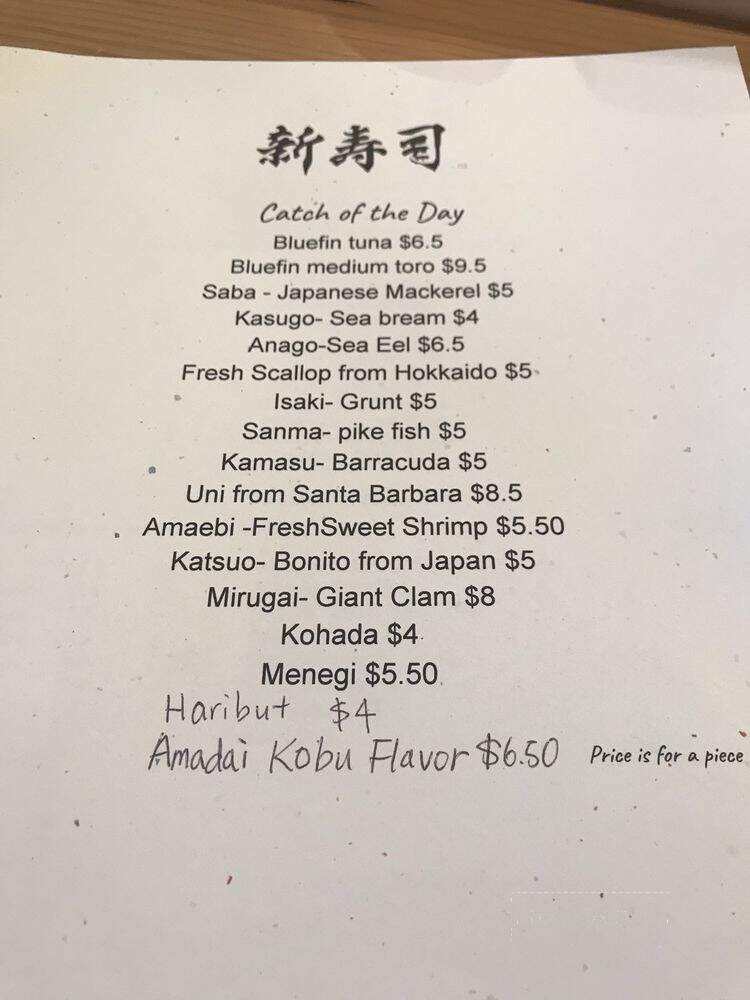 新寿司
Catch of the Day
Bluefin tuna $6.5
Bluefin medium toro $9.5
Saba - Japanese Mackerel $5
Kasugo- Sea bream $4
Anago-Sea Eel $6.5
Fresh Scallop from Hokkaido $5
Isaki- Grunt $5
Sanma- pike fish $5
Kamasu- Barracuda $5
Uni from Santa Barbara $8.5
Amaebi -FreshSweet Shrimp $5.50
Katsuo- Bonito from Japan $5
Mirugai- Giant Clam $8
Kohada $4
Menegi $5.50
Haribut $4
Amadai Kobu Flavor $6.50 Price is for a piece